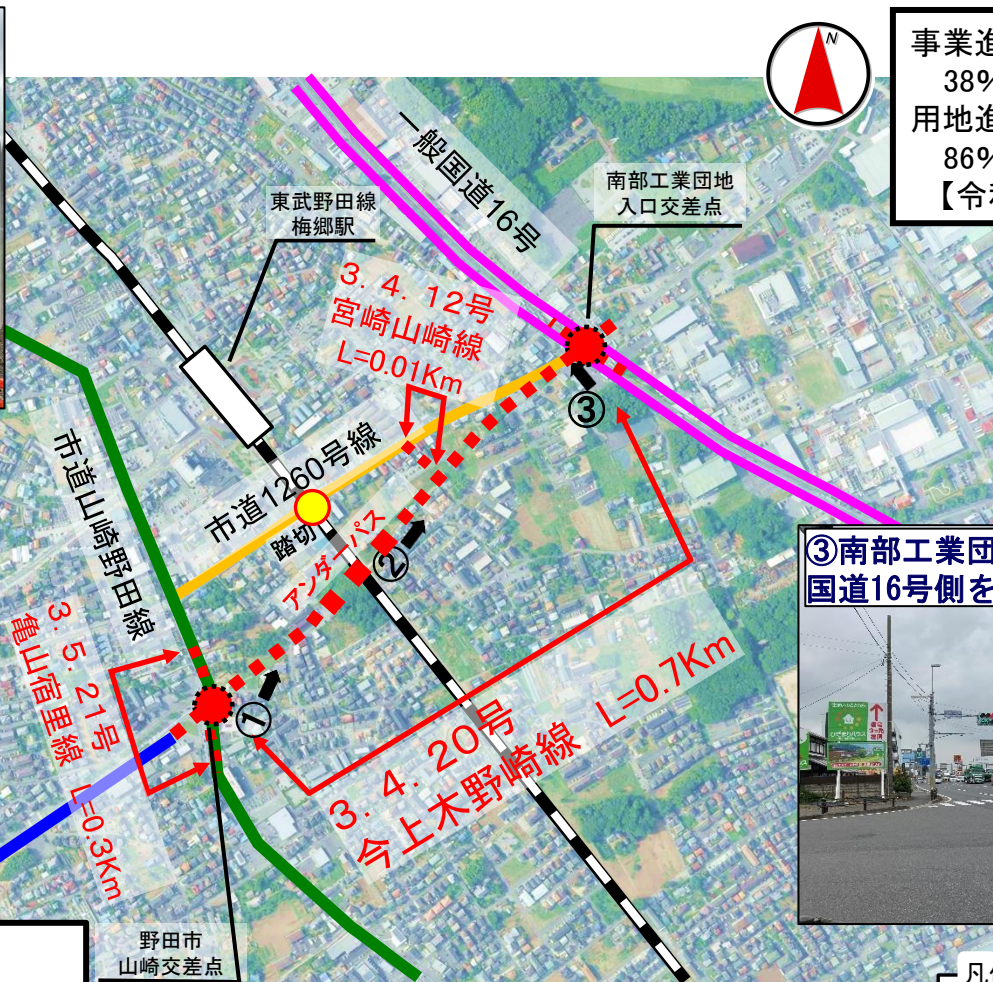 N
事業進
38%
用地進
86%
【令
一般国道16号
南部工業団地
入口交差点
東武野田線
梅郷駅
3.4.12号
宮崎山崎線
L=0.01Km
③
市道1260号線
踏切
アンダーパス
②
市道山崎野田線
3.5.21号
亀山宿里線 L=0.3Km
①
3.4.20号
今上木野崎線 L=0.7Km
③南部工業団
国道16号側を
野田市
山崎交差点
凡